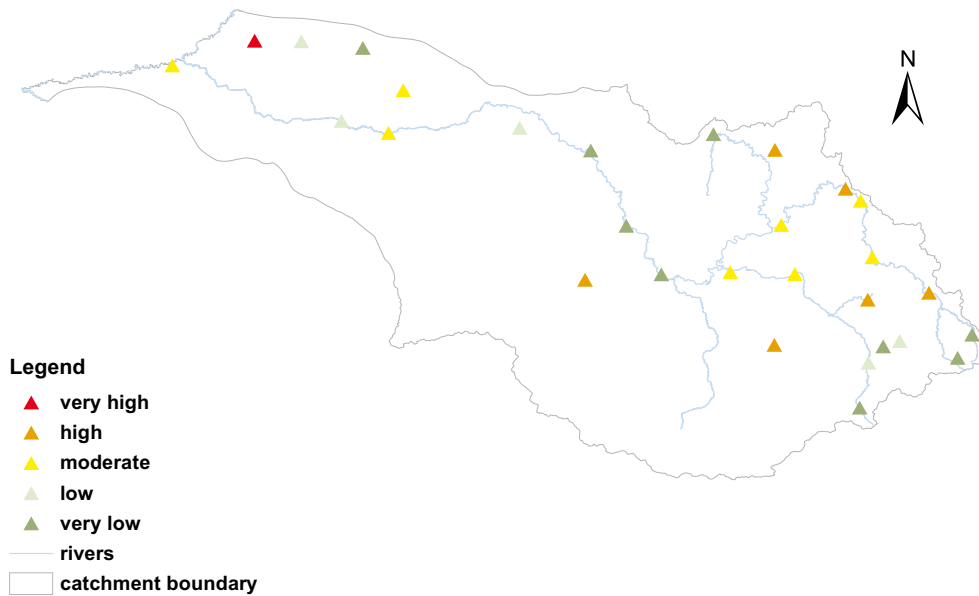 N
Legend
very high
high
moderate
low
very low
rivers
catchment boundary